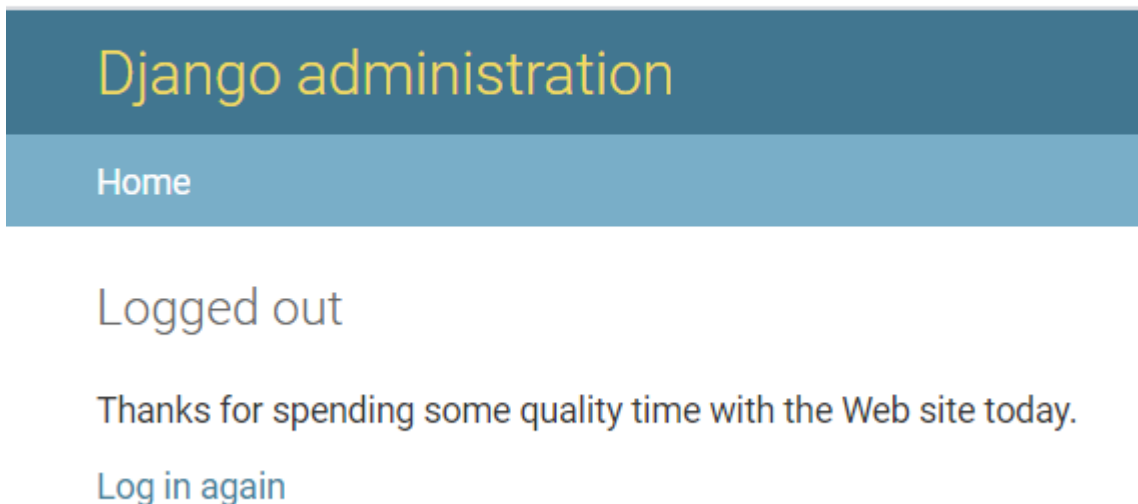 Django administration
Home
Logged out
Thanks for spending some quality time with the Web site today.
Log in again